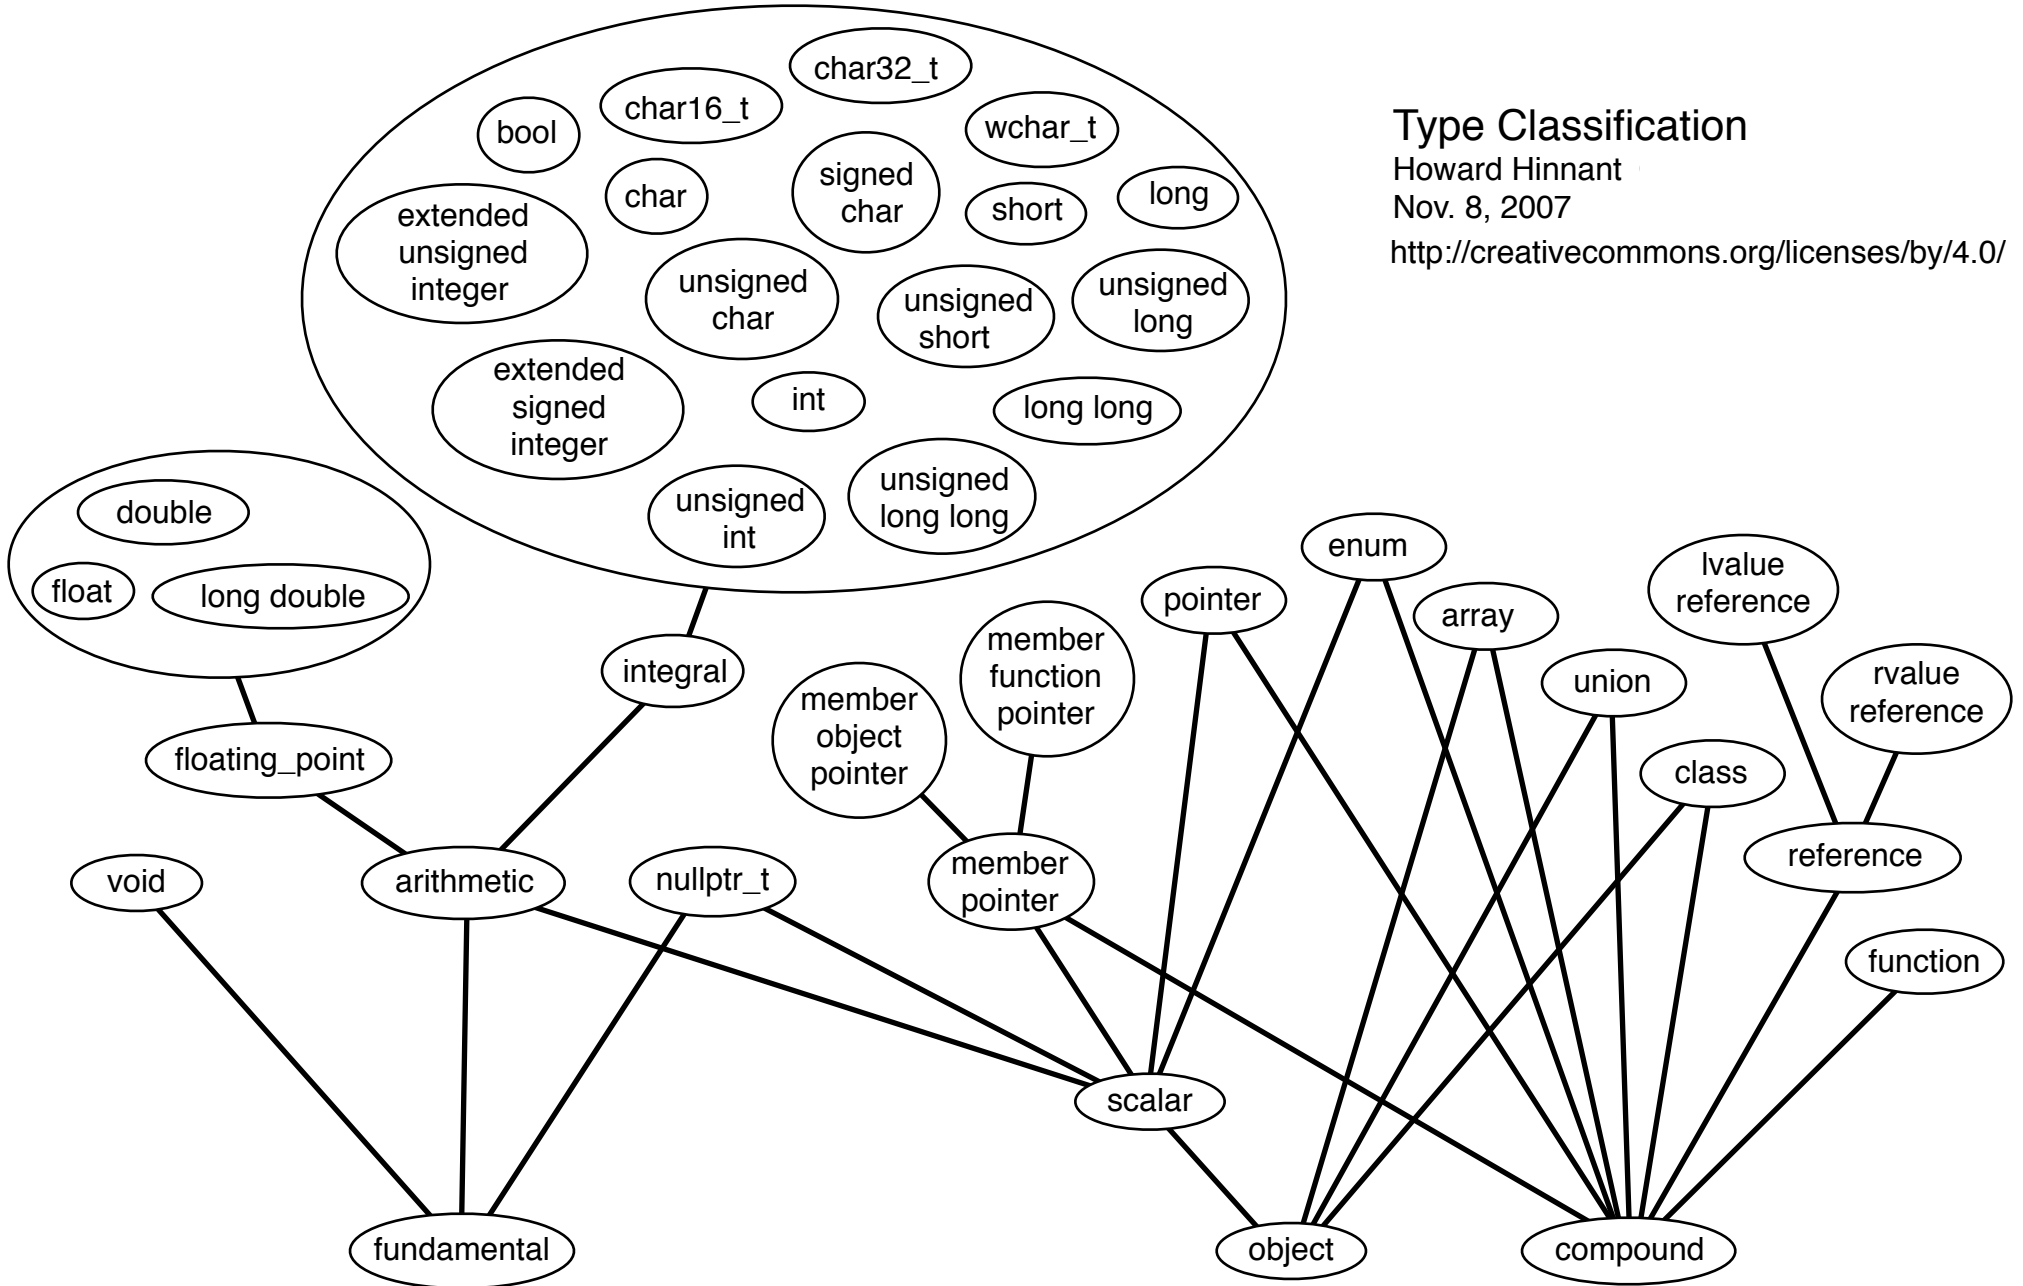 char32_t
char16_t
bool
wchar_t
Type Classification
Howard Hinnant
Nov. 8, 2007
http://creativecommons.org/licenses/by/4.0/
signed
char
char
short
long
extended
unsigned
integer
unsigned
char
unsigned
short
unsigned
long
extended
signed
integer
int
long long
unsigned
int
unsigned
long long
double
float
long double
enum
pointer
array
lvalue
reference
member
function
pointer
integral
member
object
pointer
union
rvalue
reference
floating_point
class
void
arithmetic
nullptr_t
member
pointer
reference
function
scalar
fundamental
object
compound